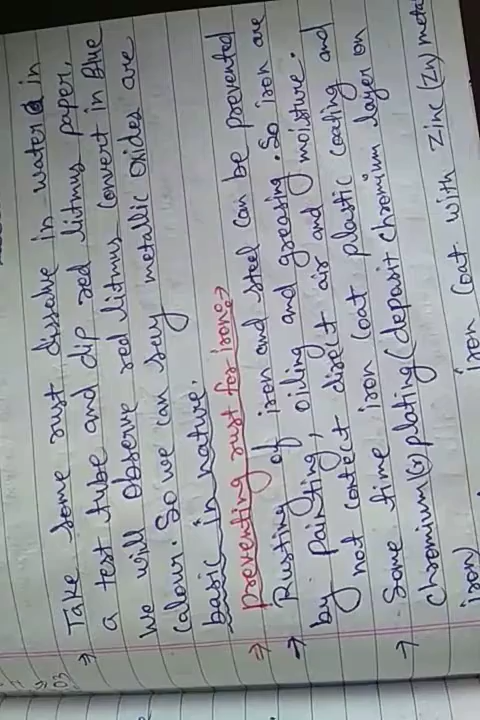 → Take some rust dissolve in water in
a test tube and dip red litmus paper,
We will observe red litmus convert in Blue
Calour. So we can say metallic oxides are
basic in nature.
⇒ Preventing rust for iron:→
→ Rusting of iron and steel can be prevented
by Painting, oiling and greasing. So iron are
not contect direct air and moisture.
→ Some time iron Coat plastic coating and
chromium(r) plating (deposit chromium layer on
iron)
iron Coat with Zinc (Zn) metal